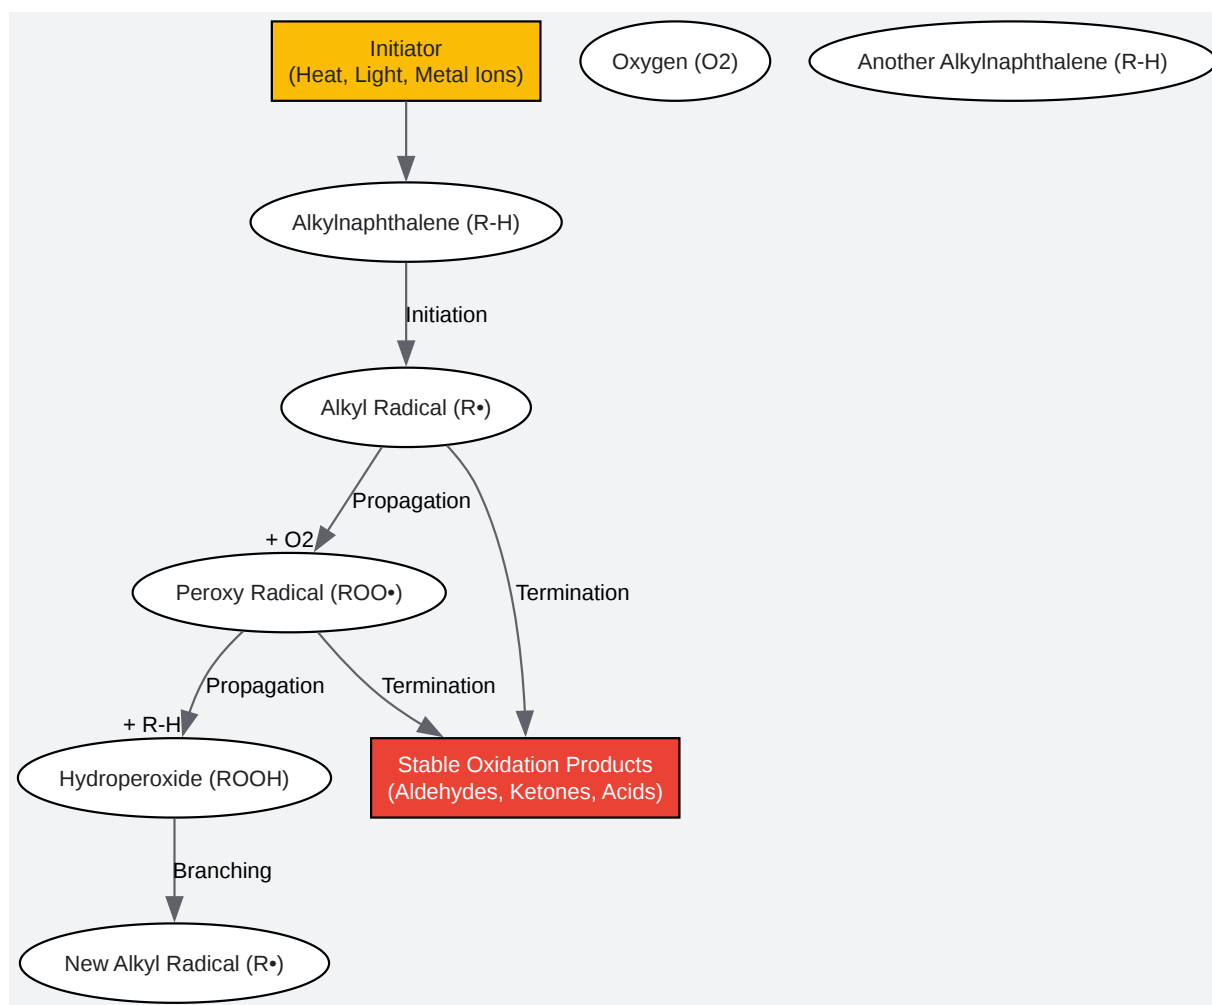 Initiator
(Heat, Light, Metal Ions)
Oxygen (O2)
Another Alkylnaphthalene (R-H)
Alkylnaphthalene (R-H)
Initiation
Alkyl Radical (R•)
Propagation
+ O2
Peroxy Radical (ROO•)
Termination
Propagation
Termination
+ R-H
Hydroperoxide (ROOH)
Stable Oxidation Products
(Aldehydes, Ketones, Acids)
Branching
New Alkyl Radical (R•)